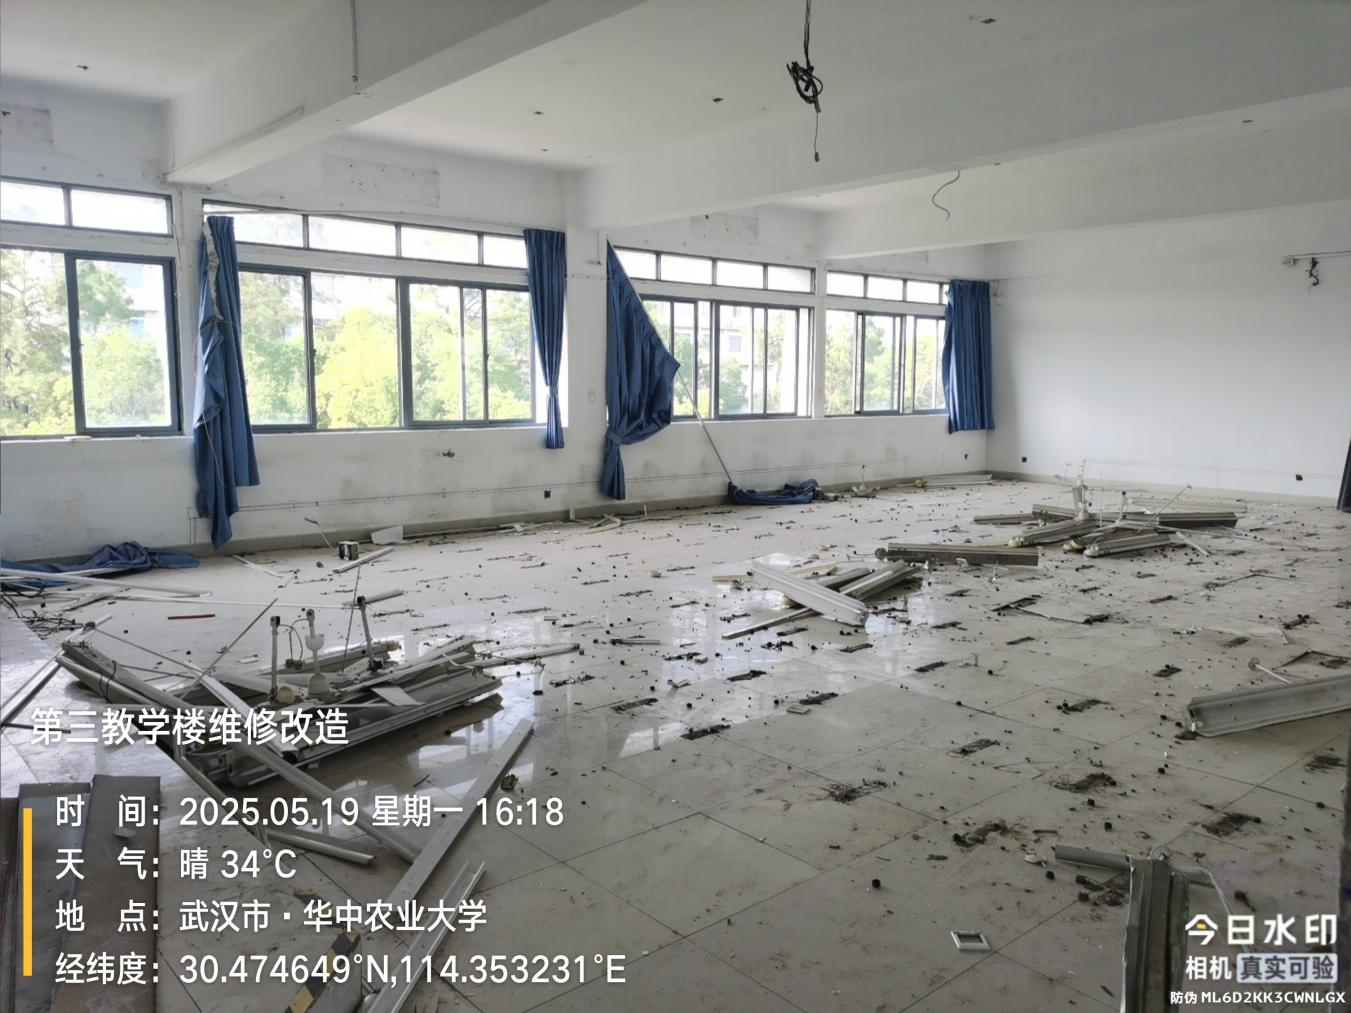 第三教学楼维修改造
时 间：2025.05.19 星期一 16:18
天 气：晴 34℃
地 点：武汉市·华中农业大学
经纬度：30.474649°N,114.353231°E
今日水印
相机 真实可验
防伪 ML6D2KK3CWNLGX